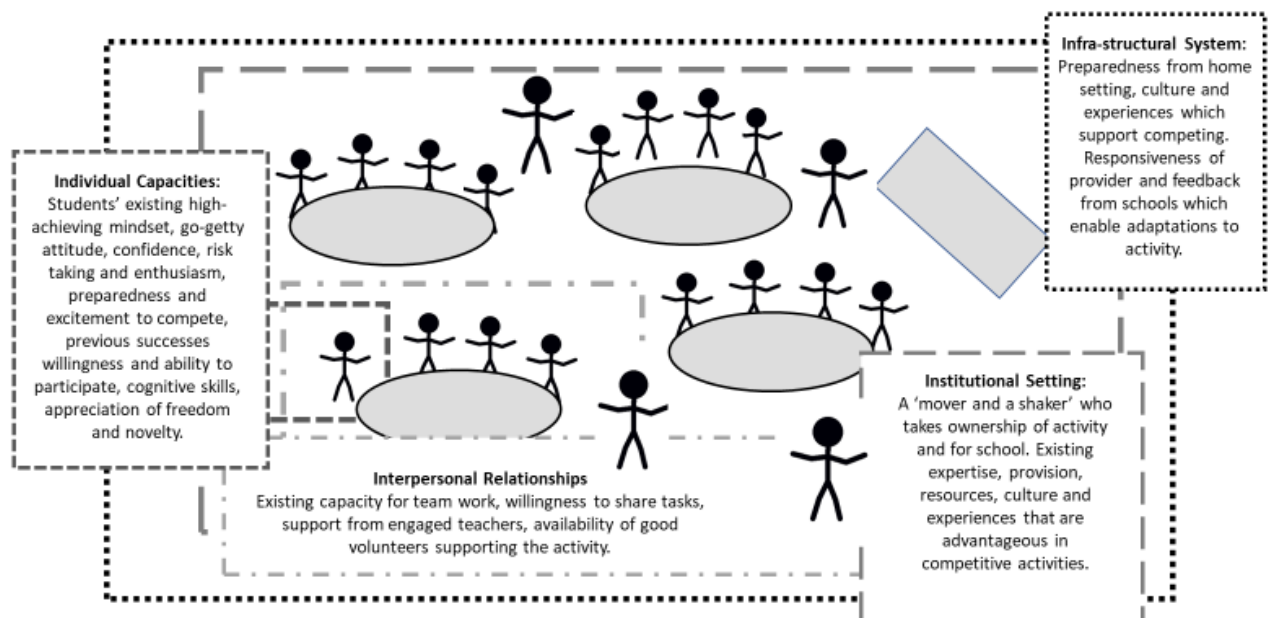 Infra-structural System:
Preparedness from home
setting, culture and
experiences which
support competing.
Responsiveness of
provider and feedback
from schools which
enable adaptations to
activity.
Individual Capacities:
Students' existing high-
achieving mindset, go-getty
attitude, confidence, risk
taking and enthusiasm,
preparedness and
excitement to compete,
previous successes
willingness and ability to
participate, cognitive skills,
appreciation of freedom
and novelty.
Institutional Setting:
A 'mover and a shaker' who
takes ownership of activity
and for school. Existing
expertise, provision,
resources, culture and
experiences that are
advantageous in
competitive activities.
Interpersonal Relationships
Existing capacity for team work, willingness to share tasks,
support from engaged teachers, availability of good
volunteers supporting the activity.